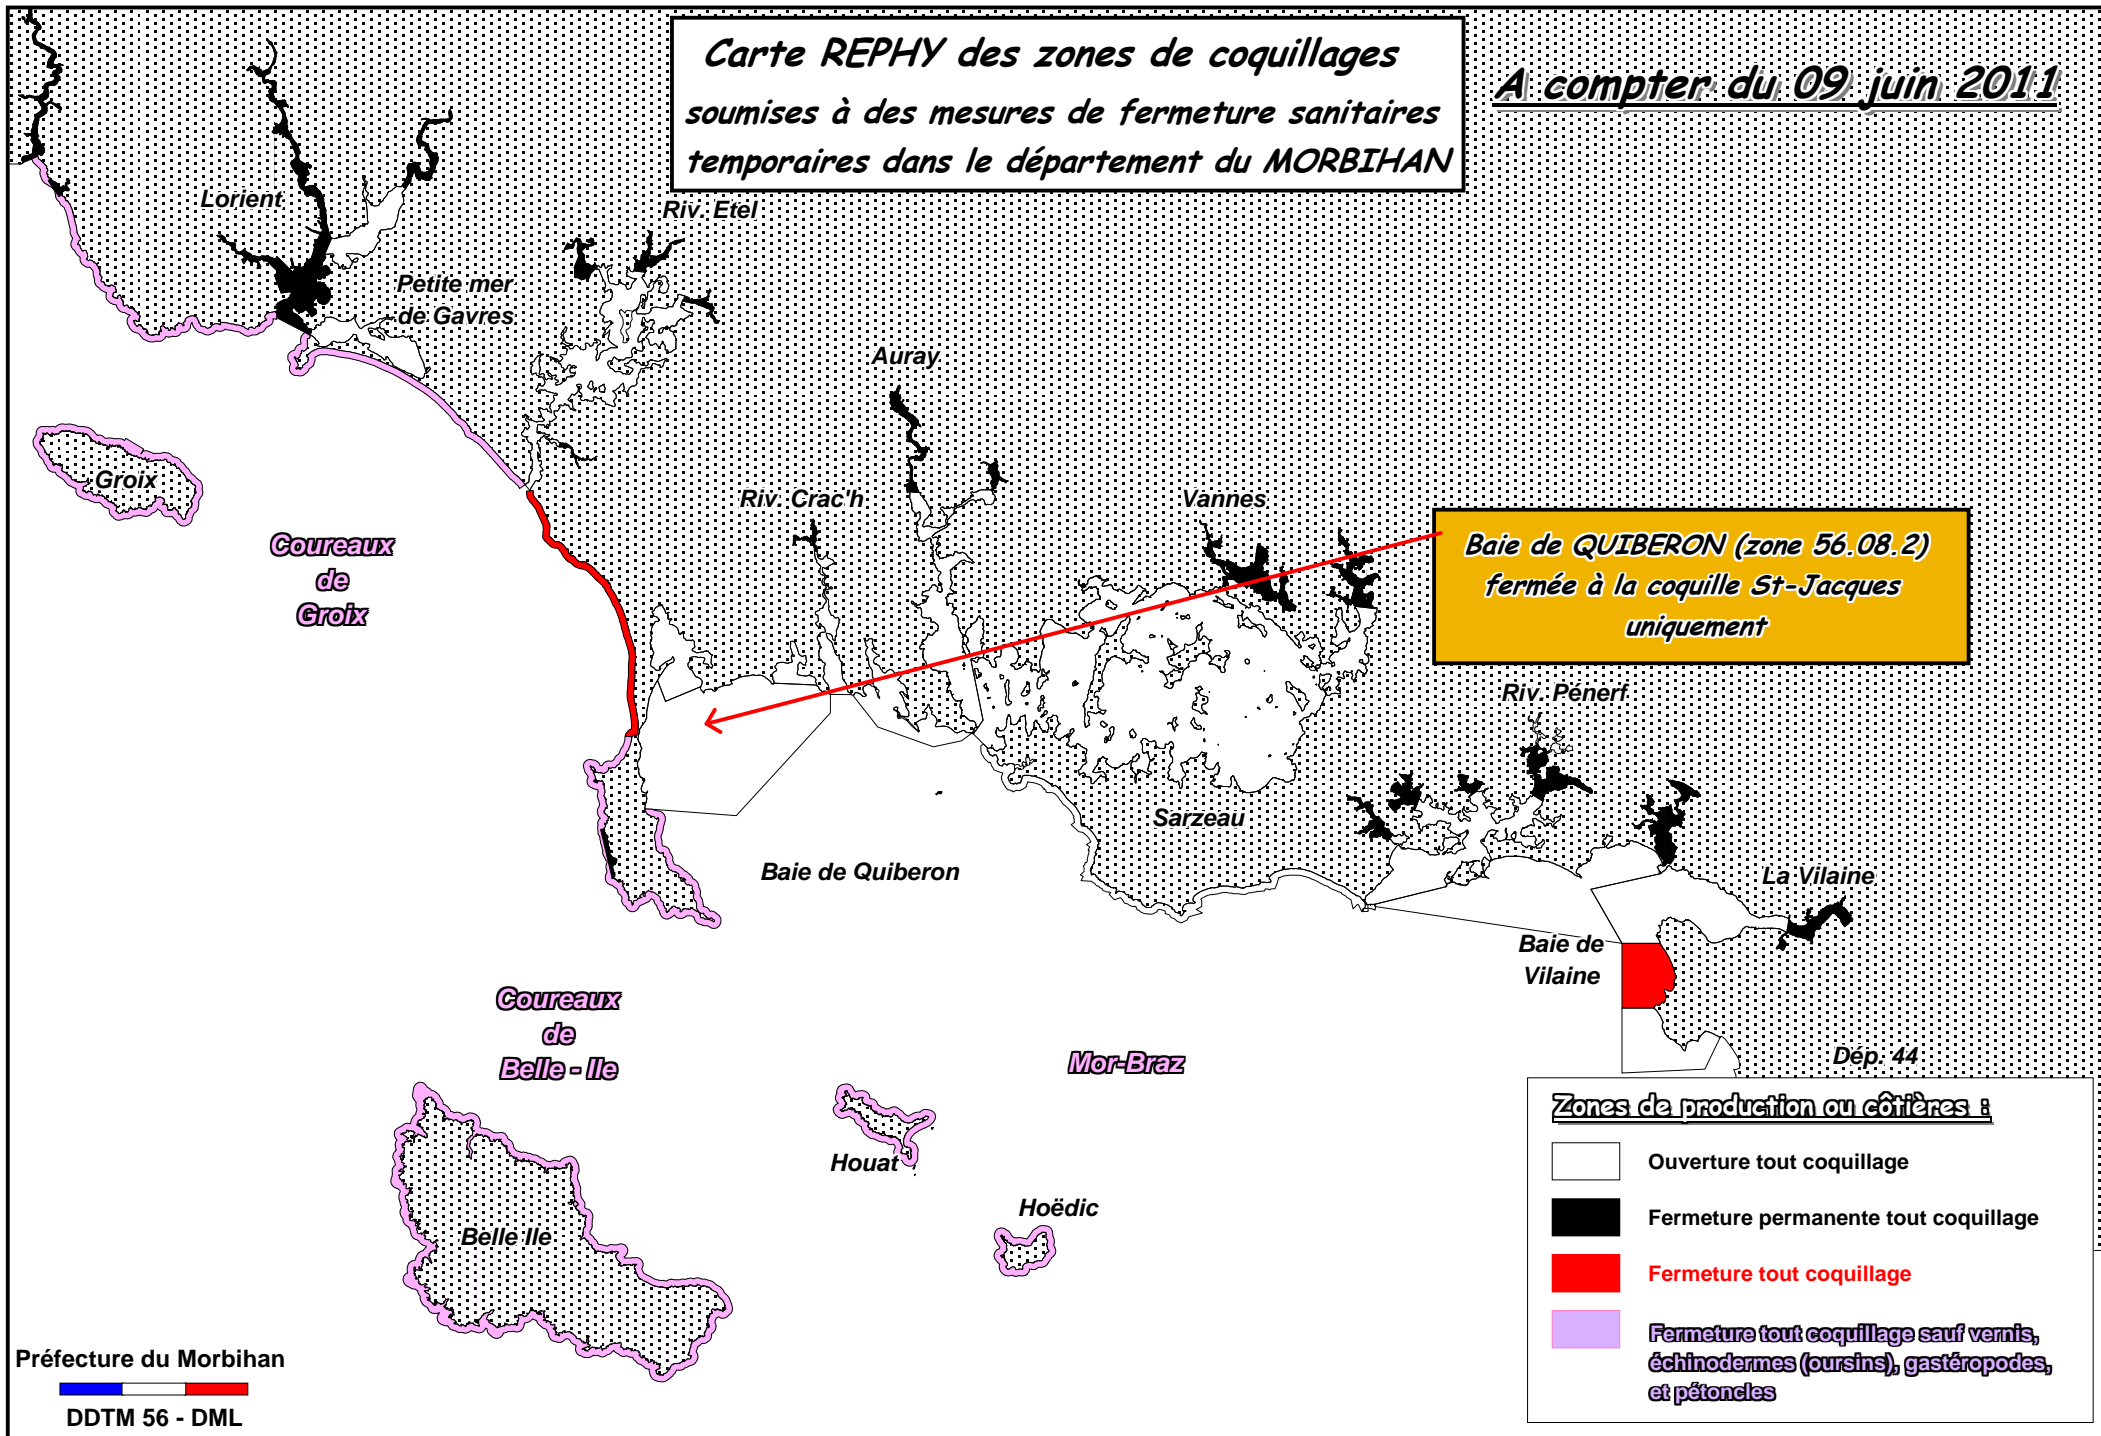 Carte REPHY des zones de coquillages
soumises à des mesures de fermeture sanitaires
temporaires dans le département du MORBIHAN
A compter du 09 juin 2011
Lorient
Riv. Etel
Petite mer
de Gavres
Auray
Groix
Riv. Crac'h
Vannes
Coureaux
de
Groix
Baie de QUIBERON (zone 56.08.2)
fermée à la coquille St-Jacques
uniquement
Riv. Pénerf
Sarzeau
Baie de Quiberon
La Vilaine
Baie de
Vilaine
Coureaux
de
Belle - Ile
Mor-Braz
Dép. 44
Houat
Hoëdic
Belle Ile
Zones de production ou côtières :
Ouverture tout coquillage
Fermeture permanente tout coquillage
Fermeture tout coquillage
Fermeture tout coquillage sauf vernis,
échinodermes (oursins), gastéropodes,
et pétoncles
Préfecture du Morbihan
DDTM 56 - DML